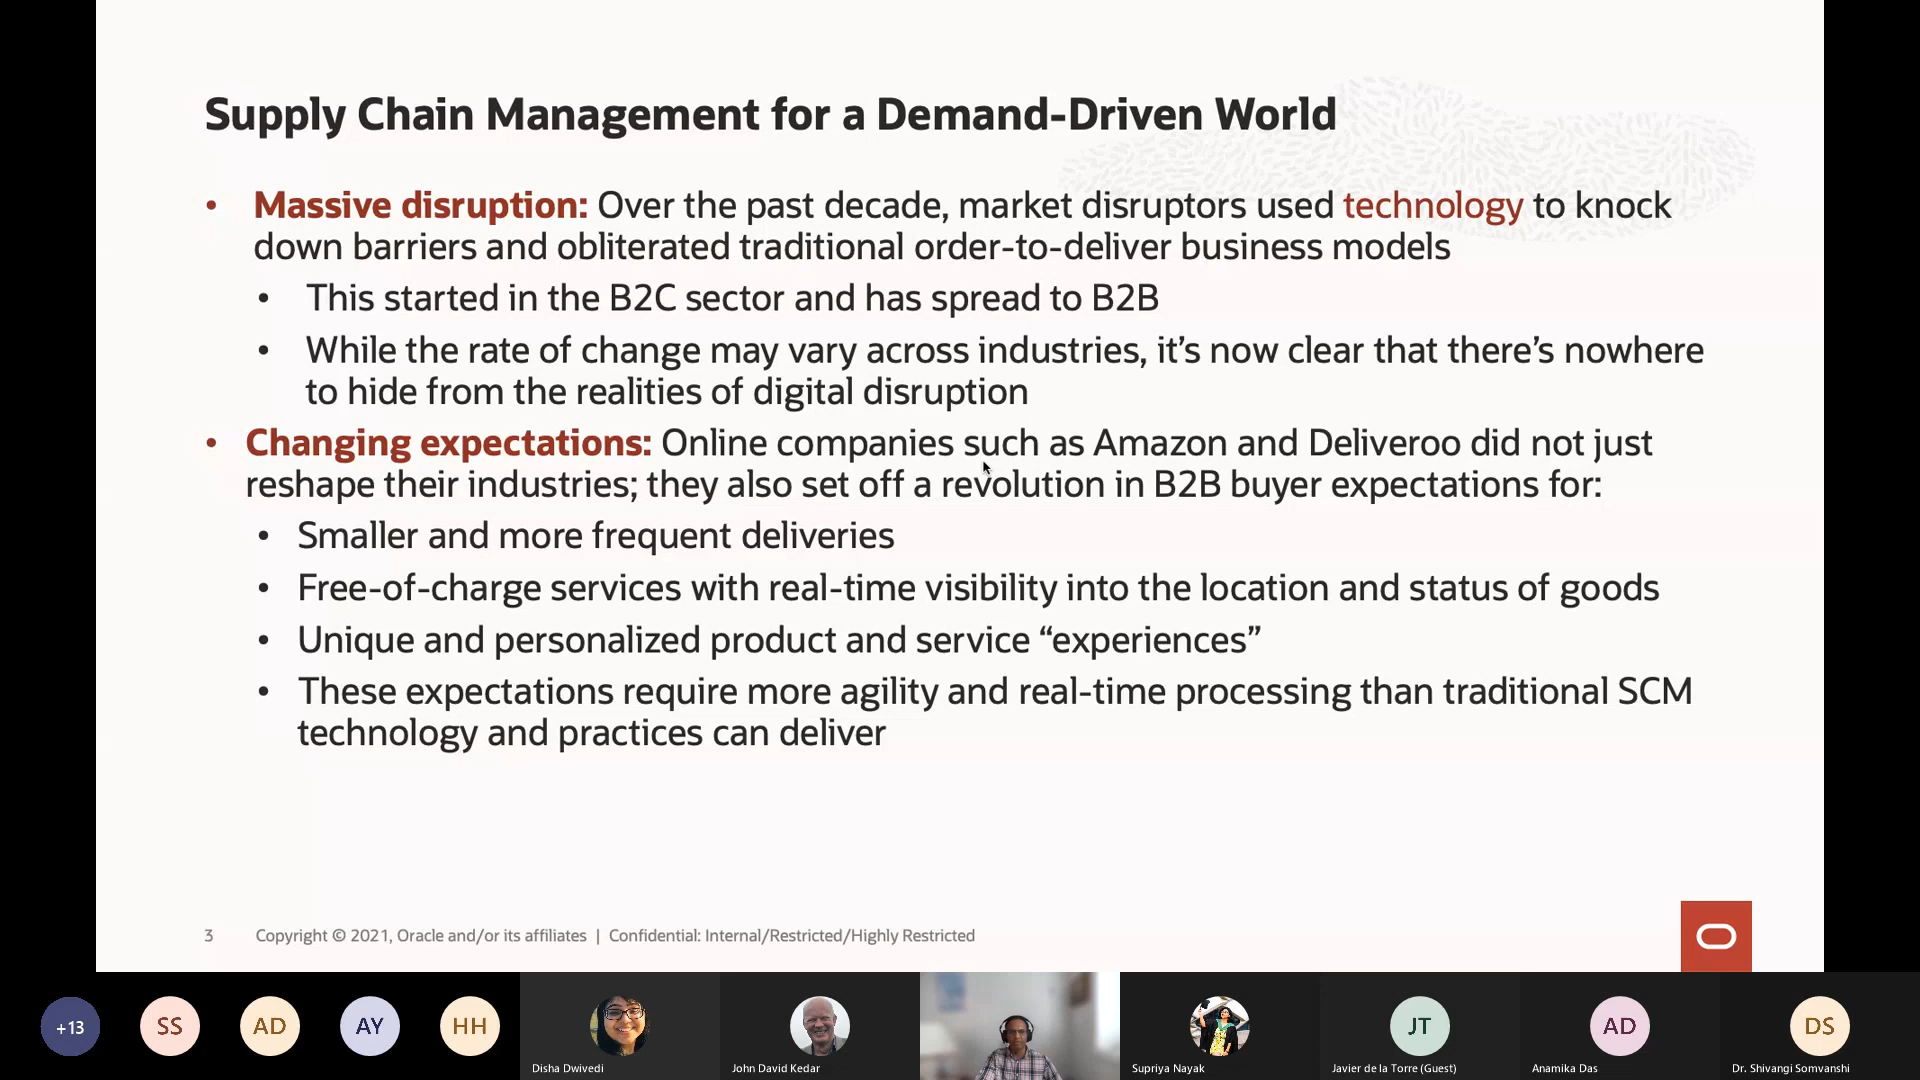 Supply Chain Management for a Demand-Driven World
• Massive disruption: Over the past decade, market disruptors used technology to knock
down barriers and obliterated traditional order-to-deliver business models
• This started in the B2C sector and has spread to B2B
• While the rate of change may vary across industries, it’s now clear that there’s nowhere
to hide from the realities of digital disruption
• Changing expectations: Online companies such as Amazon and Deliveroo did not just
reshape their industries; they also set off a revolution in B2B buyer expectations for:
• Smaller and more frequent deliveries
• Free-of-charge services with real-time visibility into the location and status of goods
• Unique and personalized product and service “experiences”
• These expectations require more agility and real-time processing than traditional SCM
technology and practices can deliver
3 Copyright © 2021, Oracle and/or its affiliates | Confidential: Internal/Restricted/Highly Restricted
+13 SS AD AY HH JT AD DS
Disha Dwivedi John David Kedar Supriya Nayak Javier de la Torre (Guest) Anamika Das Dr. Shivangi Somvanshi